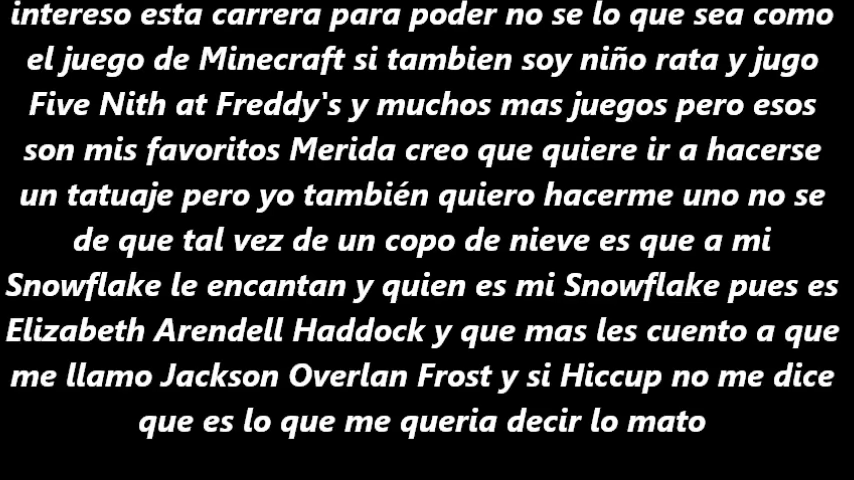 intereso esta carrera para poder no se lo que sea como
el juego de Minecraft si tambien soy niño rata y jugo
Five Nith at Freddy's y muchos mas juegos pero esos
son mis favoritos Merida creo que quiere ir a hacerse
un tatuaje pero yo también quiero hacerme uno no se
de que tal vez de un copo de nieve es que a mi
Snowflake le encantan y quien es mi Snowflake pues es
Elizabeth Arendell Haddock y que mas les cuento a que
me llamo Jackson Overlan Frost y si Hiccup no me dice
que es lo que me queria decir lo mato